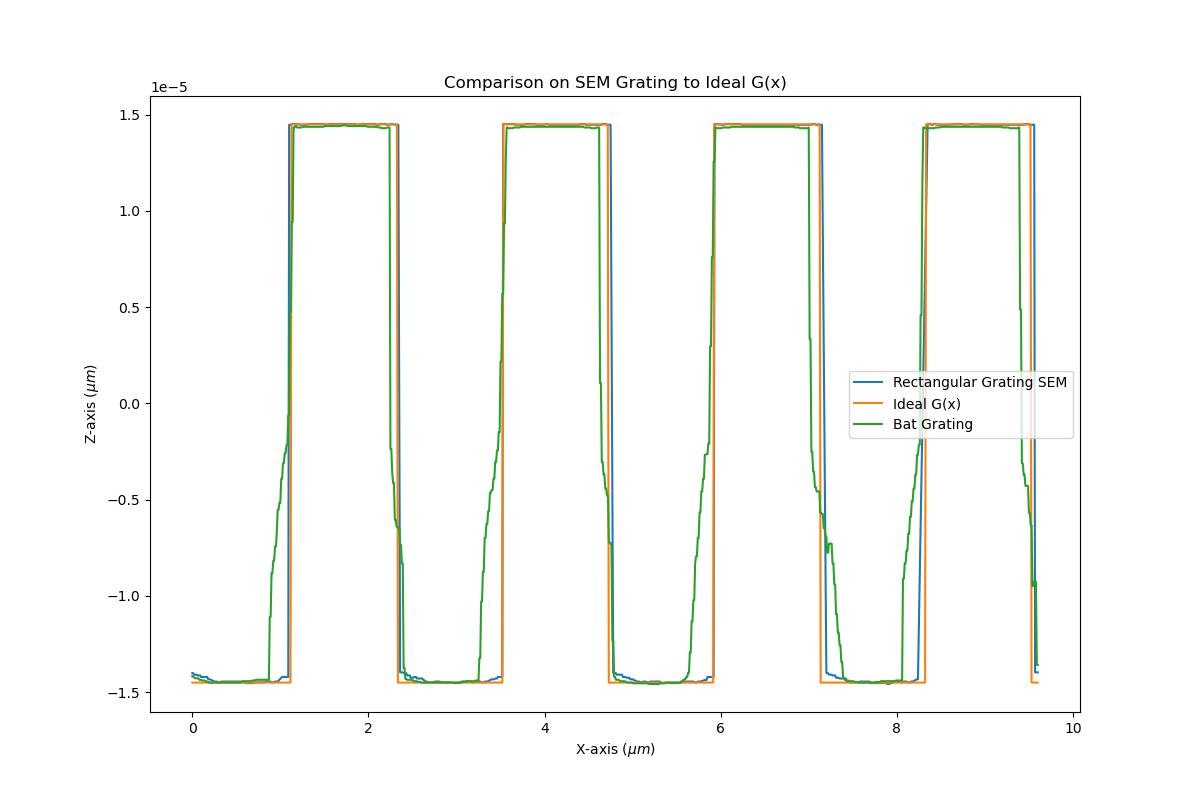 Comparison on SEM Grating to Ideal G(x)
1e−5
1.5
1.0
0.5
0.0
−0.5
−1.0
−1.5
Z-axis (μm)
Rectangular Grating SEM
Ideal G(x)
Bat Grating
0 2 4 6 8 10
X-axis (μm)